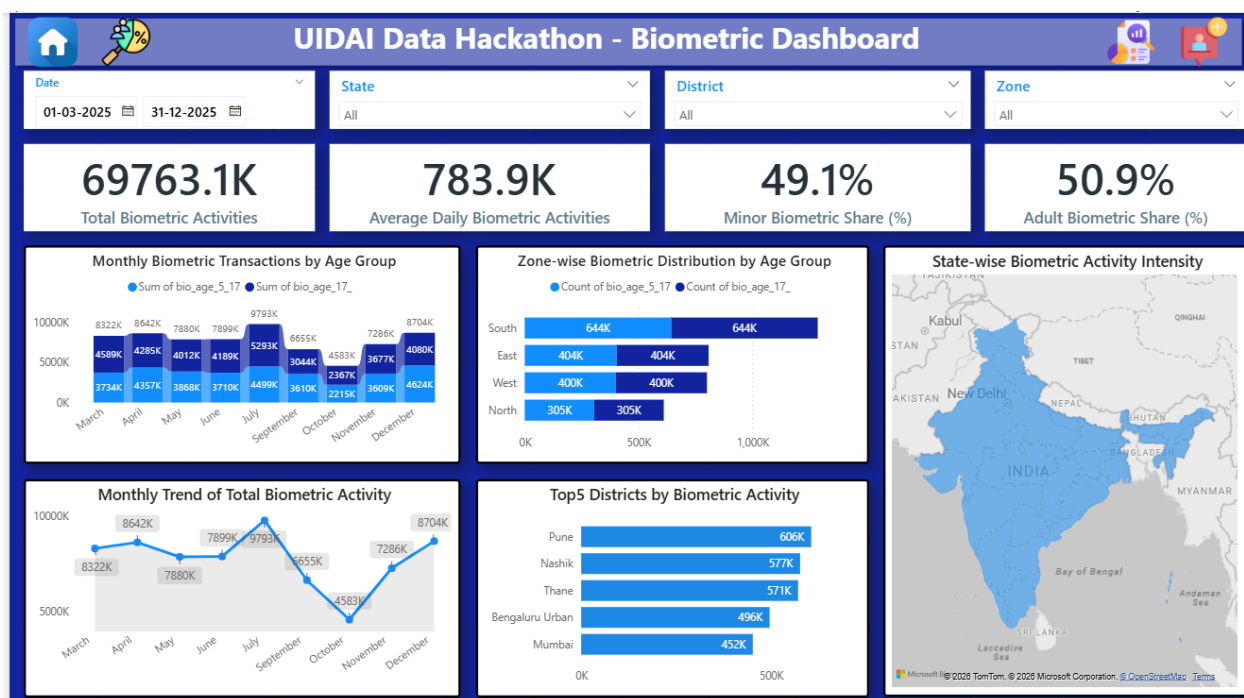 UIDAI Data Hackathon - Biometric Dashboard
Date
01-03-2025
31-12-2025
State
All
District
All
Zone
All
69763.1K
Total Biometric Activities
783.9K
Average Daily Biometric Activities
49.1%
Minor Biometric Share (%)
50.9%
Adult Biometric Share (%)
Monthly Biometric Transactions by Age Group
Sum of bio_age_5_17 Sum of bio_age_17_
10000K
5000K
0K
8322K 8642K 7880K 7899K 9793K 6655K 4583K 7286K 8704K
4589K 4285K 4012K 4189K 5293K 3044K 2367K 3677K 4080K
3734K 4357K 3868K 3710K 4499K 3610K 2215K 3609K 4624K
March April May June July September October November December
Zone-wise Biometric Distribution by Age Group
Count of bio_age_5_17 Count of bio_age_17_
South 644K 644K
East 404K 404K
West 400K 400K
North 305K 305K
0K 500K 1,000K
State-wise Biometric Activity Intensity
TAJIKISTAN
Kabul
QINGHAI
STAN
TIBET
AKISTAN
New Delhi
NEPAL
BHUTAN
BANGLADESH
INDIA
MYANMAR
Bay of Bengal
Andaman
Sea
SRI LANKA
Laccadive
Sea
Microsoft B
© 2026 TomTom, © 2026 Microsoft Corporation, © OpenStreetMap Terms
Monthly Trend of Total Biometric Activity
10000K
5000K
8322K 8642K 7880K 7899K 9793K 6655K 4583K 7286K 8704K
March April May June July September October November December
Top5 Districts by Biometric Activity
Pune 606K
Nashik 577K
Thane 571K
Bengaluru Urban 496K
Mumbai 452K
0K 500K